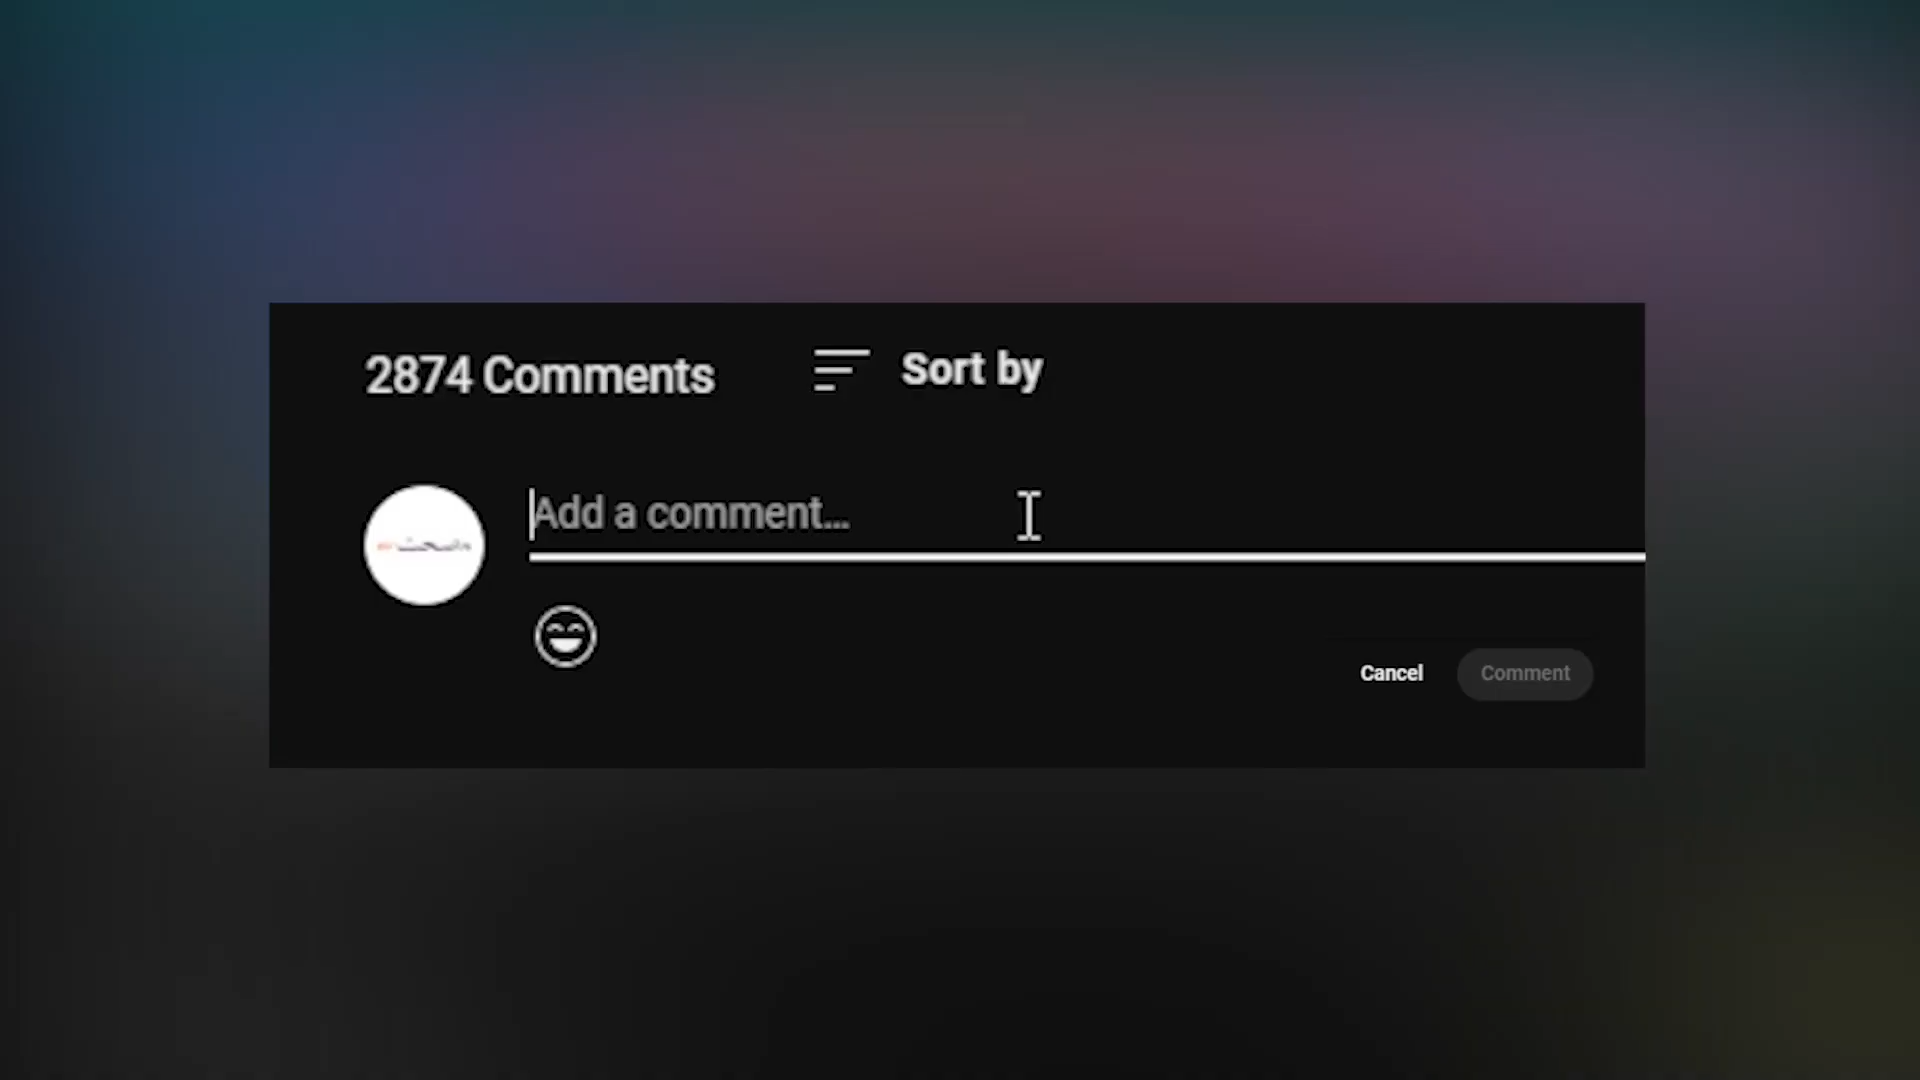 2874 Comments
Sort by
Add a comment...
Cancel
Comment